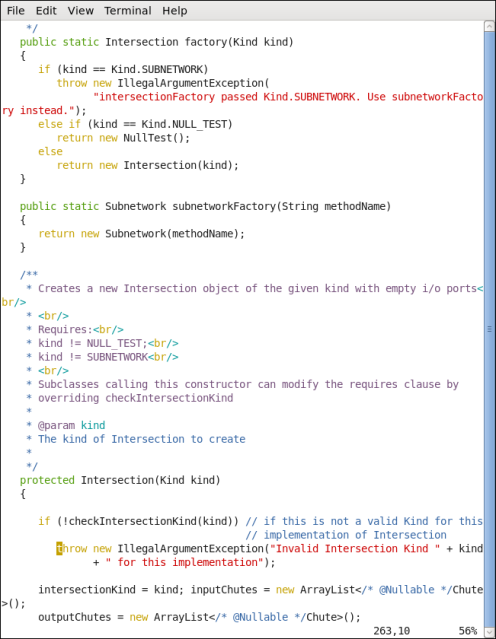 File Edit View Terminal Help
*/
public static Intersection factory(Kind kind)
{
if (kind == Kind.SUBNETWORK)
throw new IllegalArgumentException(
"intersectionFactory passed Kind.SUBNETWORK. Use subnetworkFacto
ry instead.");
else if (kind == Kind.NULL_TEST)
return new NullTest();
else
return new Intersection(kind);
}
public static Subnetwork subnetworkFactory(String methodName)
{
return new Subnetwork(methodName);
}
/**
* Creates a new Intersection object of the given kind with empty i/o ports<
br/>
* <br/>
* Requires:<br/>
* kind != NULL_TEST;<br/>
* kind != SUBNETWORK<br/>
* <br/>
* Subclasses calling this constructor can modify the requires clause by
* overriding checkIntersectionKind
*
* @param kind
* The kind of Intersection to create
*
*/
protected Intersection(Kind kind)
{
if (!checkIntersectionKind(kind)) // if this is not a valid Kind for this
// implementation of Intersection
throw new IllegalArgumentException("Invalid Intersection Kind " + kind
+ " for this implementation");
intersectionKind = kind; inputChutes = new ArrayList</* @Nullable */Chute
>();
outputChutes = new ArrayList</* @Nullable */Chute>();
263,10 56%